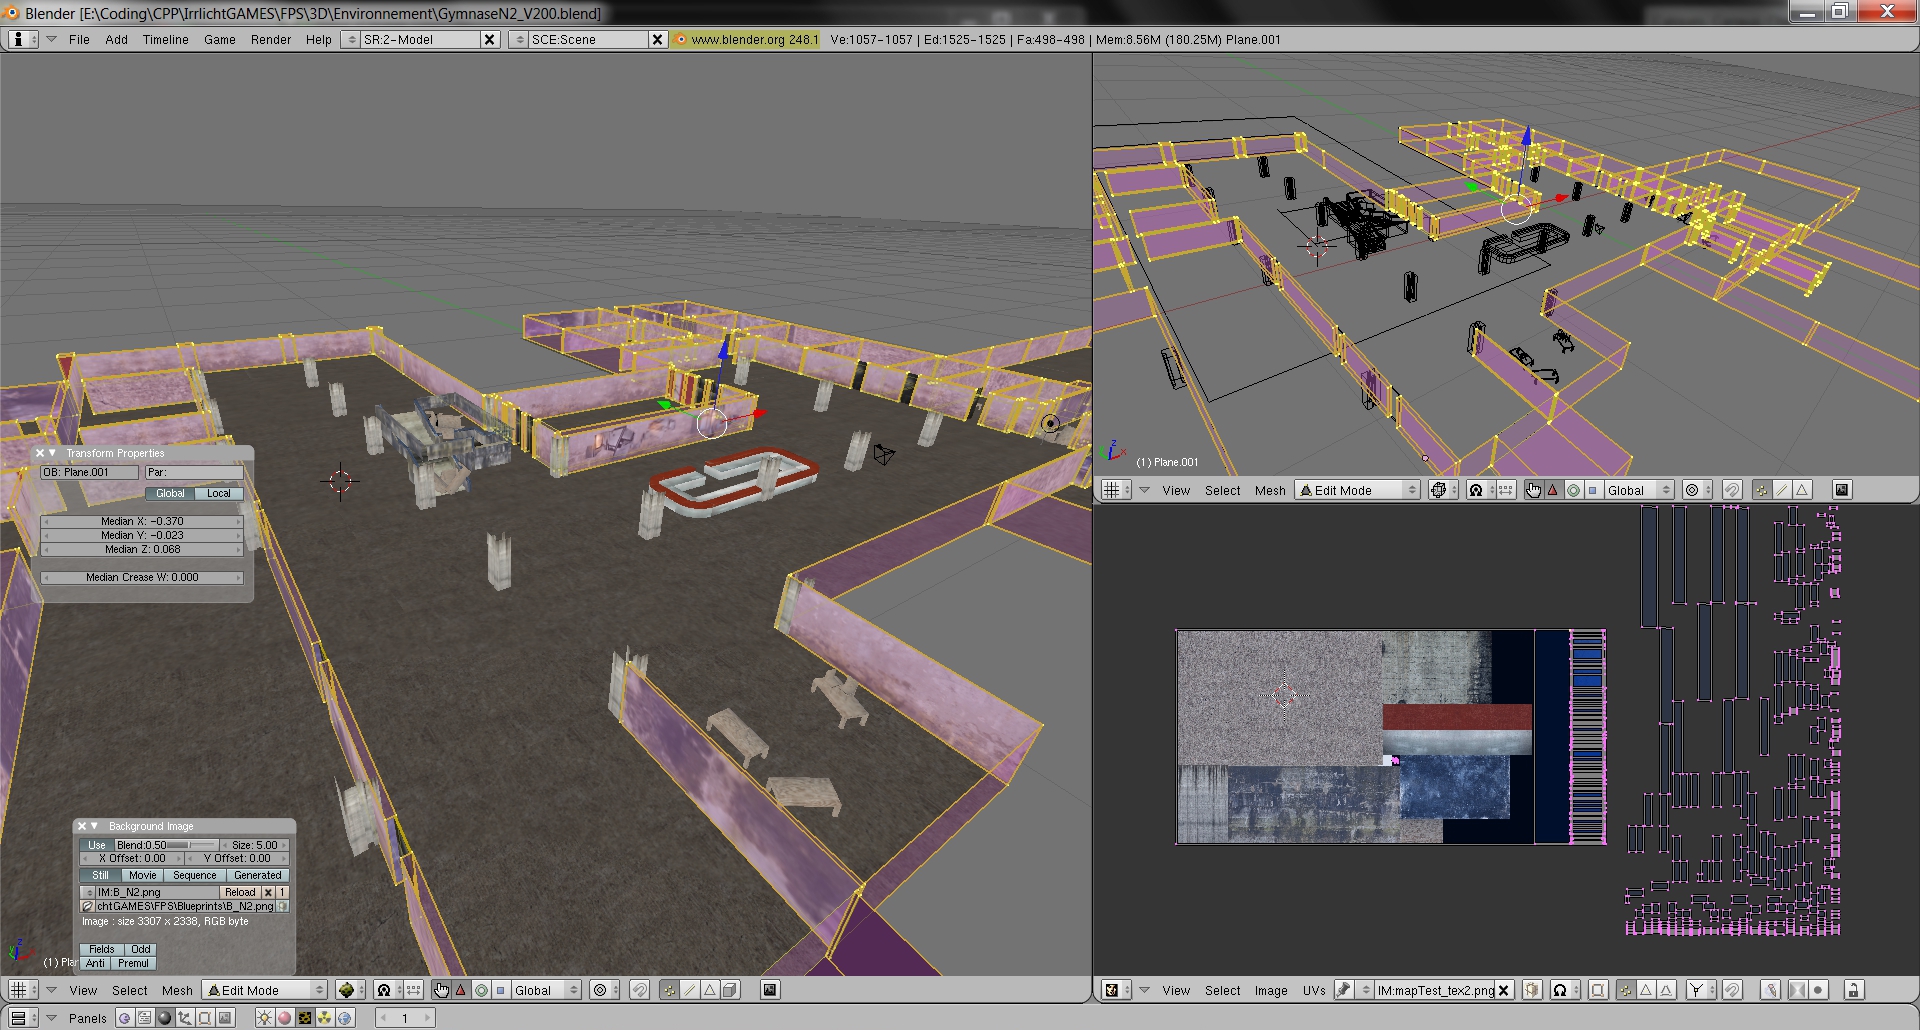 Blender [E:\Coding\CPP\IrrlichtGAMES\FPS\3D\Environnement\GymnaseN2_V200.blend]
File Add Timeline Game Render Help SR:2-Model SCE:Scene www.blender.org 248.1 Ve:1057-1057 | Ed:1525-1525 | Fa:498-498 | Mem:8.56M (180.25M) Plane.001
Transform Properties
OB: Plane.001 Par:
Global Local
Median X: -0.370
Median Y: -0.023
Median Z: 0.068
Median Crease W: 0.000
Background Image
Use Blend:0.50 Size: 5.00
X Offset: 0.00 Y Offset: 0.00
Still Movie Sequence Generated
IM:B_N2.png Reload 1
chtGAMES\FPS\Blueprints\B_N2.png
Image : size 3307 x 2338, RGB byte
Fields Odd
Anti Premul
(1) Plar
View Select Mesh Edit Mode Global
Panels 1
z
x
(1) Plane.001
View Select Mesh Edit Mode Global
View Select Image UVs IM:mapTest_tex2.png